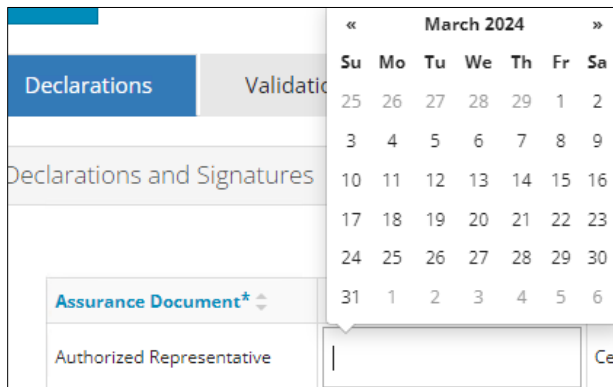 « March 2024 »
Su Mo Tu We Th Fr Sa
Declarations
25 26 27 28 29 1 2
3 4 5 6 7 8 9
Declarations and Signatures
10 11 12 13 14 15 16
17 18 19 20 21 22 23
24 25 26 27 28 29 30
31 1 2 3 4 5 6
Assurance Document*
Authorized Representative